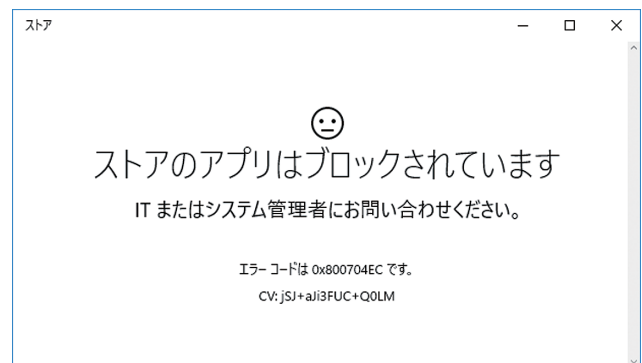 ストア
ストアのアプリはブロックされています
IT またはシステム管理者にお問い合わせください。
エラー コードは 0x800704EC です。
CV: jSJ+aJi3FUC+Q0LM